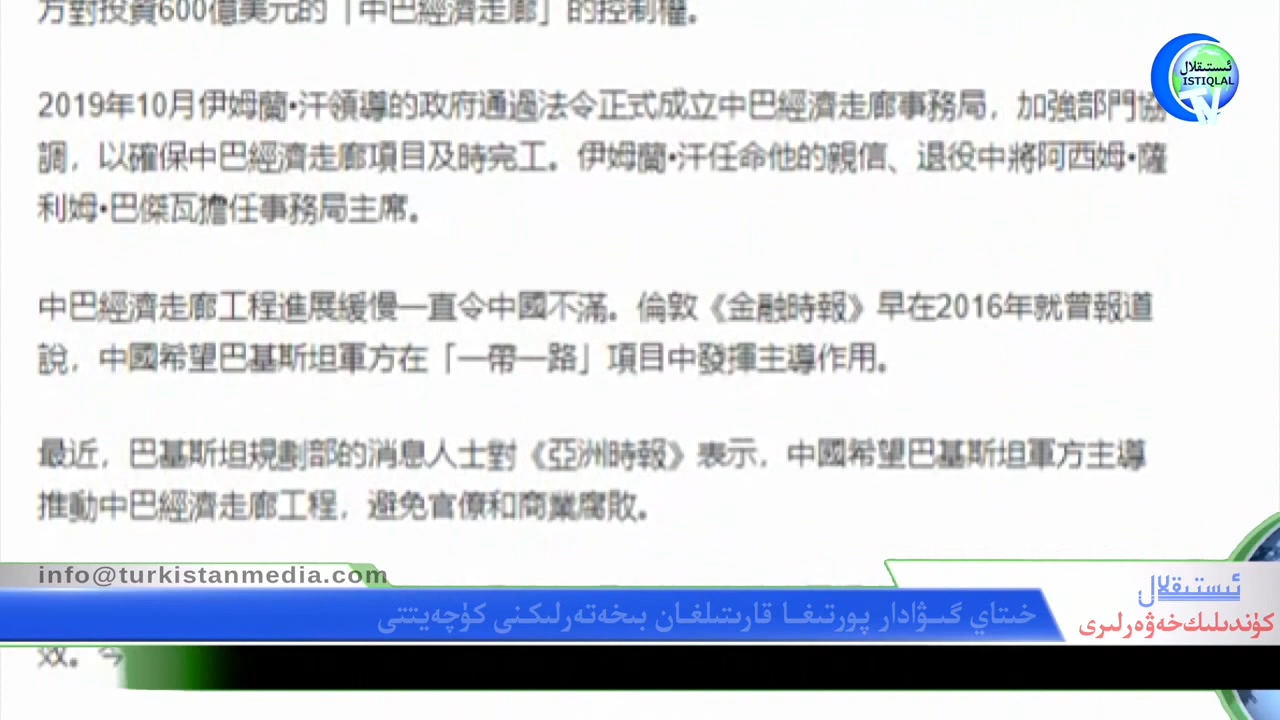 方對投資600億美元的「中巴經濟走廊」的控制權。
ئىستىقلال
ISTIQLAL
TV
2019年10月伊姆蘭•汗領導的政府通過法令正式成立中巴經濟走廊事務局，加強部門協
調，以確保中巴經濟走廊項目及時完工。伊姆蘭•汗任命他的親信、退役中將阿西姆•薩
利姆•巴傑瓦擔任事務局主席。
中巴經濟走廊工程進展緩慢一直令中國不滿。倫敦《金融時報》早在2016年就曾報道
說，中國希望巴基斯坦軍方在「一帶一路」項目中發揮主導作用。
最近，巴基斯坦規劃部的消息人士對《亞洲時報》表示，中國希望巴基斯坦軍方主導
推動中巴經濟走廊工程，避免官僚和商業腐敗。
info@turkistanmedia.com
ئىستىقلال
خىتاي گىۋادار پورتىغا قارىتىلغان بىخەتەرلىكنى كۈچەيتتى
كۈندىلىك خەۋەرلىرى
效。今